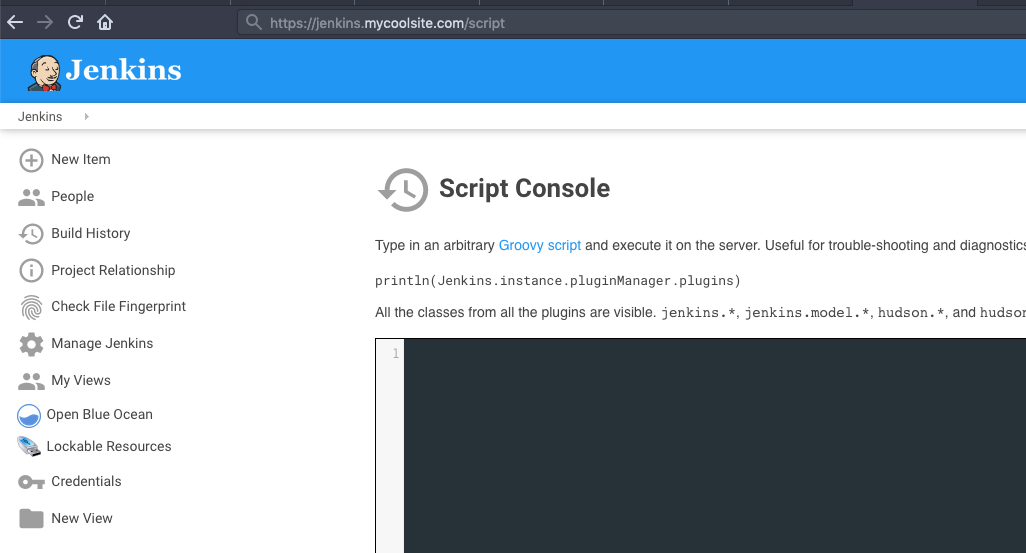 https://jenkins.mycoolsite.com/script
Jenkins
Jenkins
New Item
People
Build History
Project Relationship
Check File Fingerprint
Manage Jenkins
My Views
Open Blue Ocean
Lockable Resources
Credentials
New View
Script Console
Type in an arbitrary Groovy script and execute it on the server. Useful for trouble-shooting and diagnostics
println(Jenkins.instance.pluginManager.plugins)
All the classes from all the plugins are visible. jenkins.*, jenkins.model.*, hudson.*, and hudson
1